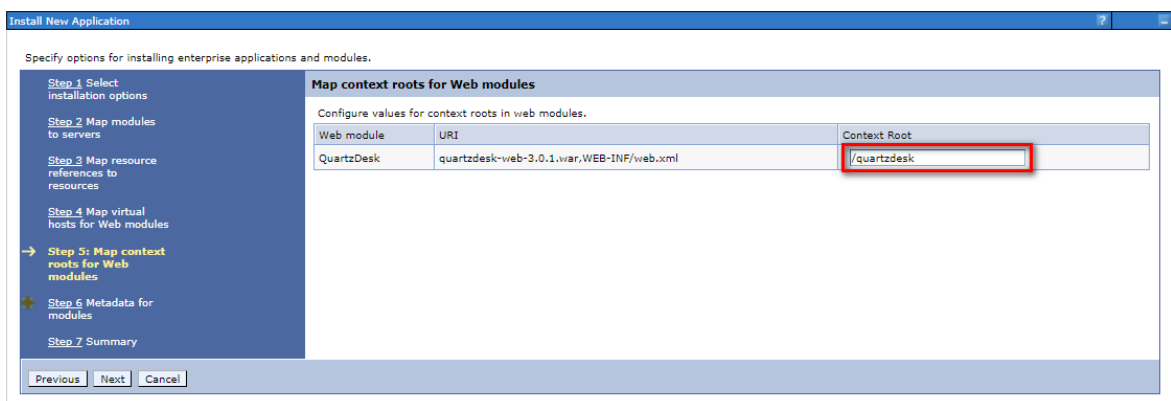 Install New Application
?
Specify options for installing enterprise applications and modules.
Step 1 Select
installation options
Step 2 Map modules
to servers
Step 3 Map resource
references to
resources
Step 4 Map virtual
hosts for Web modules
Step 5: Map context
roots for Web
modules
Step 6 Metadata for
modules
Step 7 Summary
Map context roots for Web modules
Configure values for context roots in web modules.
Web module URI Context Root
QuartzDesk quartzdesk-web-3.0.1.war,WEB-INF/web.xml /quartzdesk
Previous Next Cancel